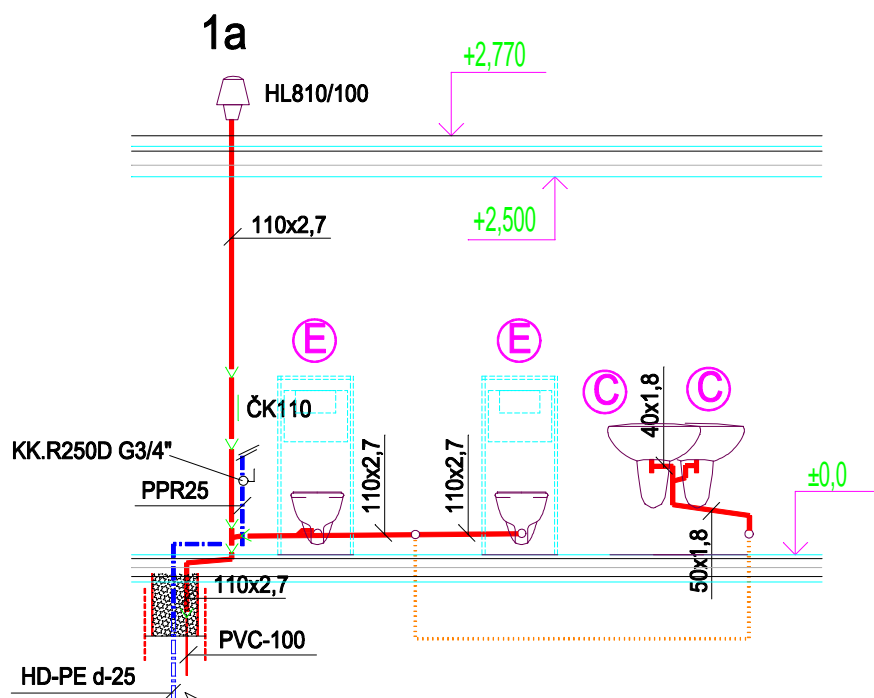 1a
+2,770
HL810/100
110x2,7
+2,500
E
E
C
C
40x1,8
ČK110
KK.R250D G3/4"
110x2,7
110x2,7
±0,0
PPR25
50x1,8
110x2,7
PVC-100
HD-PE d-25